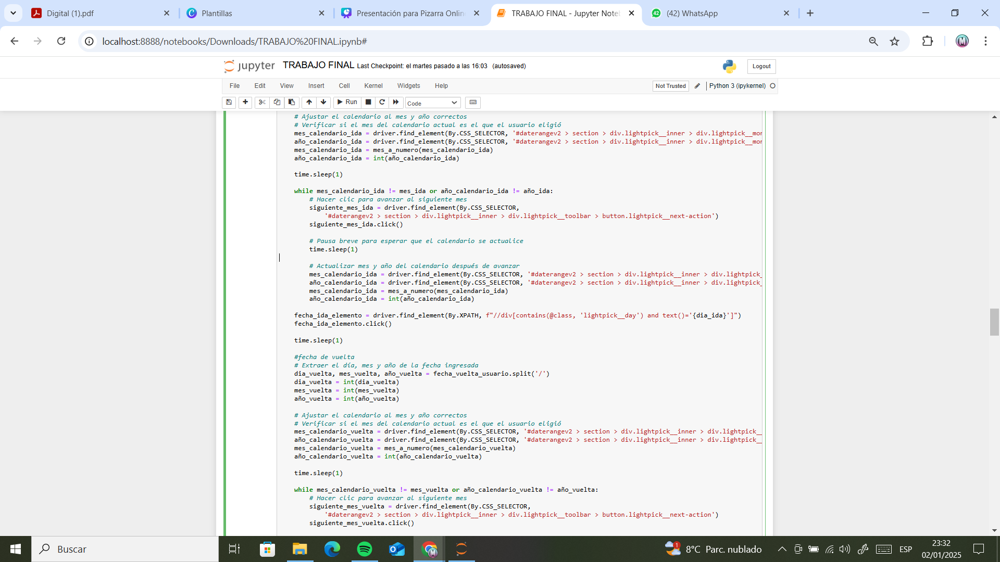 Digital (1).pdf
Plantillas
Presentación para Pizarra Onlin
TRABAJO FINAL - Jupyter Note
42
(42) WhatsApp
localhost:8888/notebooks/Downloads/TRABAJO%20FINAL.ipynb#
M
jupyter TRABAJO FINAL Last Checkpoint: el martes pasado a las 16:03 (autosaved)
Logout
File Edit View Insert Cell Kernel Widgets Help
Not Trusted
Python 3 (ipykernel)
Run
Code
# Ajustar el calendario al mes y año correctos
# Verificar si el mes del calendario actual es el que el usuario eligió
mes_calendario_ida = driver.find_element(By.CSS_SELECTOR, '#daterangev2 > section > div.lightpick__inner > div.lightpick__mon
año_calendario_ida = driver.find_element(By.CSS_SELECTOR, '#daterangev2 > section > div.lightpick__inner > div.lightpick__mon
mes_calendario_ida = mes_a_numero(mes_calendario_ida)
año_calendario_ida = int(año_calendario_ida)
time.sleep(1)
while mes_calendario_ida != mes_ida or año_calendario_ida != año_ida:
# Hacer clic para avanzar al siguiente mes
siguiente_mes_ida = driver.find_element(By.CSS_SELECTOR,
'#daterangev2 > section > div.lightpick__inner > div.lightpick__toolbar > button.lightpick__next-action')
siguiente_mes_ida.click()
# Pausa breve para esperar que el calendario se actualice
time.sleep(1)
# Actualizar mes y año del calendario después de avanzar
mes_calendario_ida = driver.find_element(By.CSS_SELECTOR, '#daterangev2 > section > div.lightpick__inner > div.lightpick_
año_calendario_ida = driver.find_element(By.CSS_SELECTOR, '#daterangev2 > section > div.lightpick__inner > div.lightpick_
mes_calendario_ida = mes_a_numero(mes_calendario_ida)
año_calendario_ida = int(año_calendario_ida)
fecha_ida_elemento = driver.find_element(By.XPATH, f"//div[contains(@class, 'lightpick__day') and text()='{dia_ida}']")
fecha_ida_elemento.click()
time.sleep(1)
#fecha de vuelta
# Extraer el día, mes y año de la fecha ingresada
dia_vuelta, mes_vuelta, año_vuelta = fecha_vuelta_usuario.split('/')
dia_vuelta = int(dia_vuelta)
mes_vuelta = int(mes_vuelta)
año_vuelta = int(año_vuelta)
# Ajustar el calendario al mes y año correctos
# Verificar si el mes del calendario actual es el que el usuario eligió
mes_calendario_vuelta = driver.find_element(By.CSS_SELECTOR, '#daterangev2 > section > div.lightpick__inner > div.lightpick__
año_calendario_vuelta = driver.find_element(By.CSS_SELECTOR, '#daterangev2 > section > div.lightpick__inner > div.lightpick__
mes_calendario_vuelta = mes_a_numero(mes_calendario_vuelta)
año_calendario_vuelta = int(año_calendario_vuelta)
time.sleep(1)
while mes_calendario_vuelta != mes_vuelta or año_calendario_vuelta != año_vuelta:
# Hacer clic para avanzar al siguiente mes
siguiente_mes_vuelta = driver.find_element(By.CSS_SELECTOR,
'#daterangev2 > section > div.lightpick__inner > div.lightpick__toolbar > button.lightpick__next-action')
siguiente_mes_vuelta.click()
Buscar
1
8°C Parc. nublado
ESP
23:32
02/01/2025